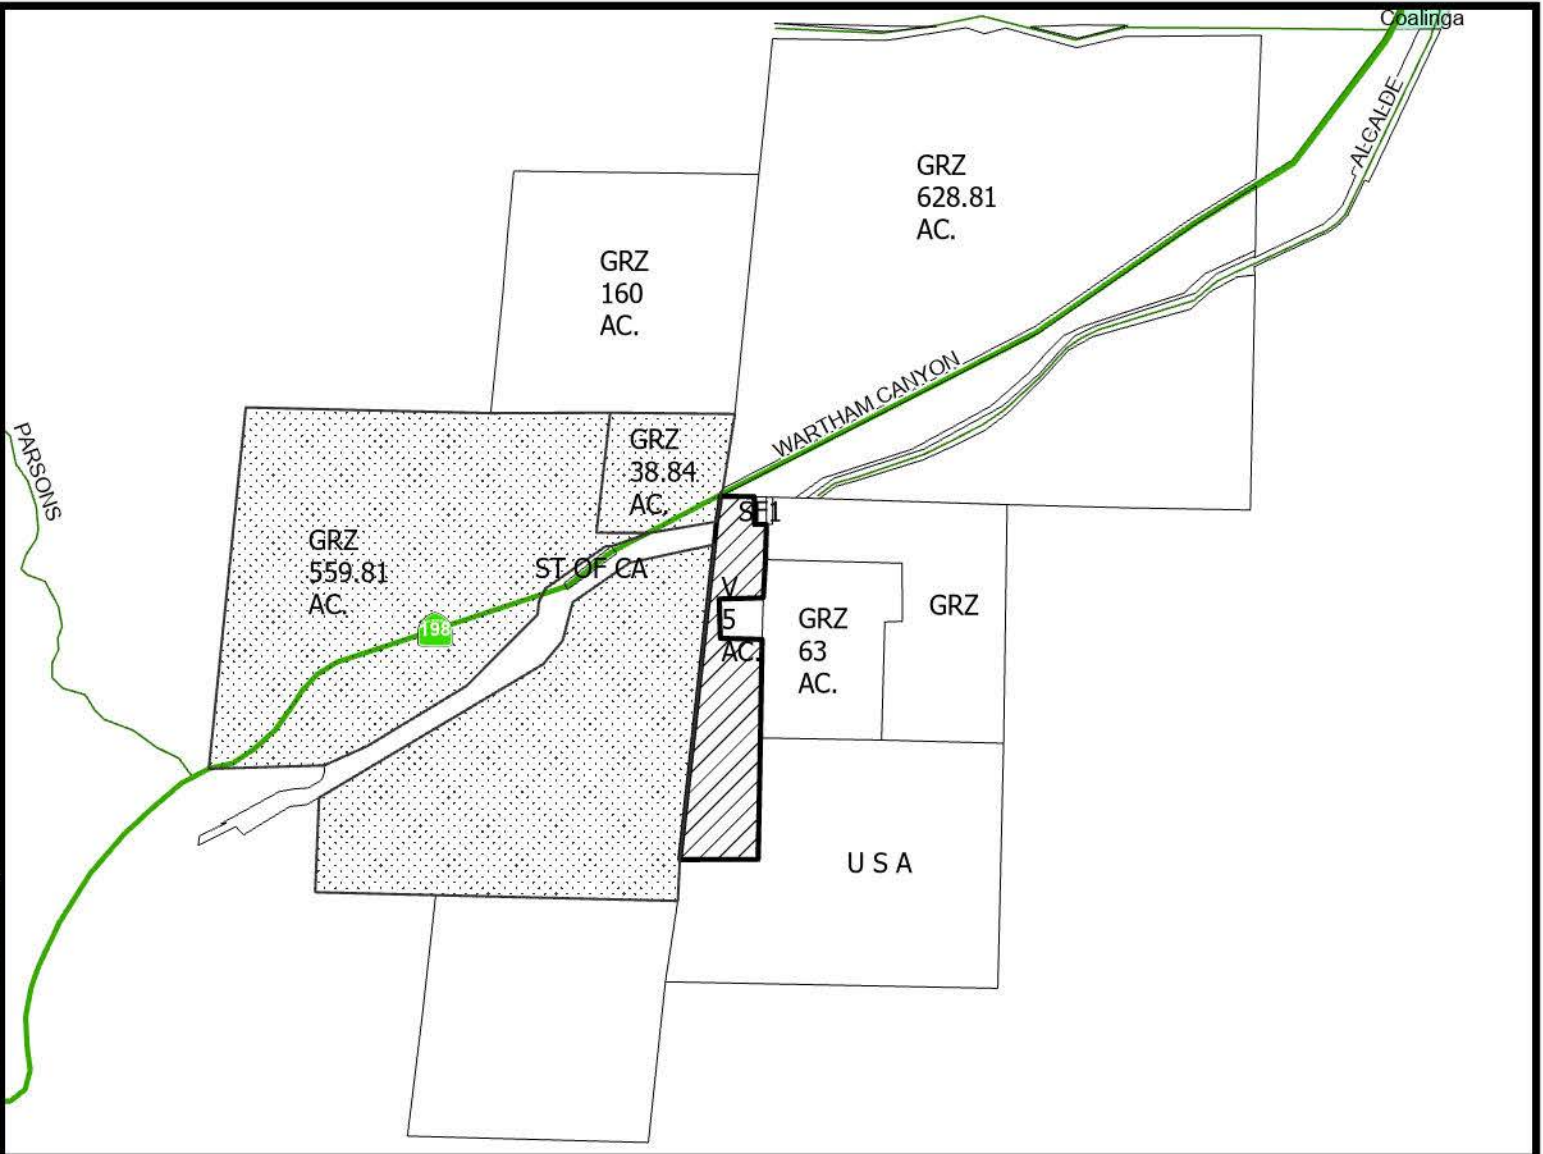 Coalinga
ALCALDE
GRZ
628.81
AC.
GRZ
160
AC.
WARTHAM CANYON
PARSONS
GRZ
38.84
AC.
SF1
GRZ
559.81
AC.
ST OF CA
198
V
5
AC.
GRZ
63
AC.
GRZ
U S A